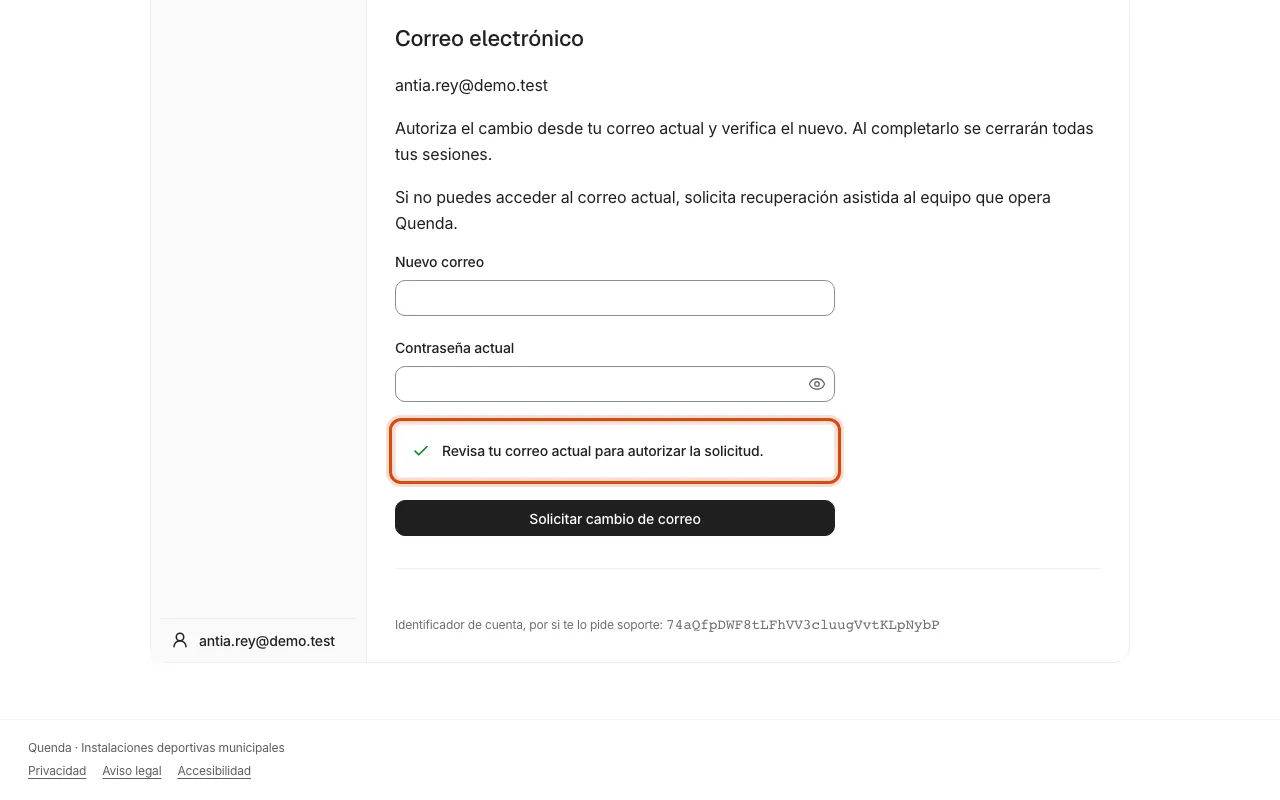 Correo electrónico
antia.rey@demo.test
Autoriza el cambio desde tu correo actual y verifica el nuevo. Al completarlo se cerrarán todas
tus sesiones.
Si no puedes acceder al correo actual, solicita recuperación asistida al equipo que opera
Quenda.
Nuevo correo
Contraseña actual
Revisa tu correo actual para autorizar la solicitud.
Solicitar cambio de correo
Identificador de cuenta, por si te lo pide soporte: 74aQfpDWF8tLFhVV3cluugVvtKLpNybP
antia.rey@demo.test
Quenda · Instalaciones deportivas municipales
Privacidad Aviso legal Accesibilidad